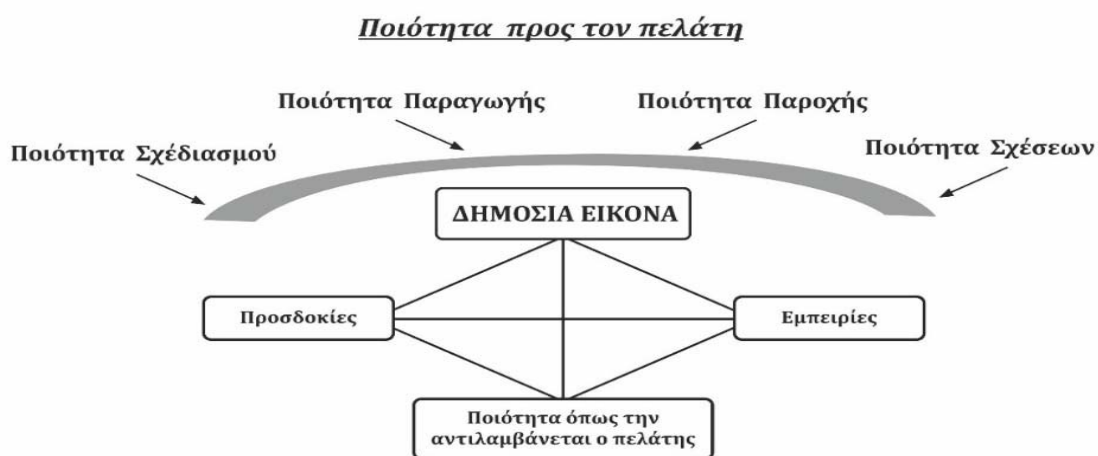 Ποιότητα προς τον πελάτη
Ποιότητα Παραγωγής
Ποιότητα Παροχής
Ποιότητα Σχέδιασμού
Ποιότητα Σχέσεων
ΔΗΜΟΣΙΑ ΕΙΚΟΝΑ
Προσδοκίες
Εμπειρίες
Ποιότητα όπως την
αντιλαμβάνεται ο πελάτης